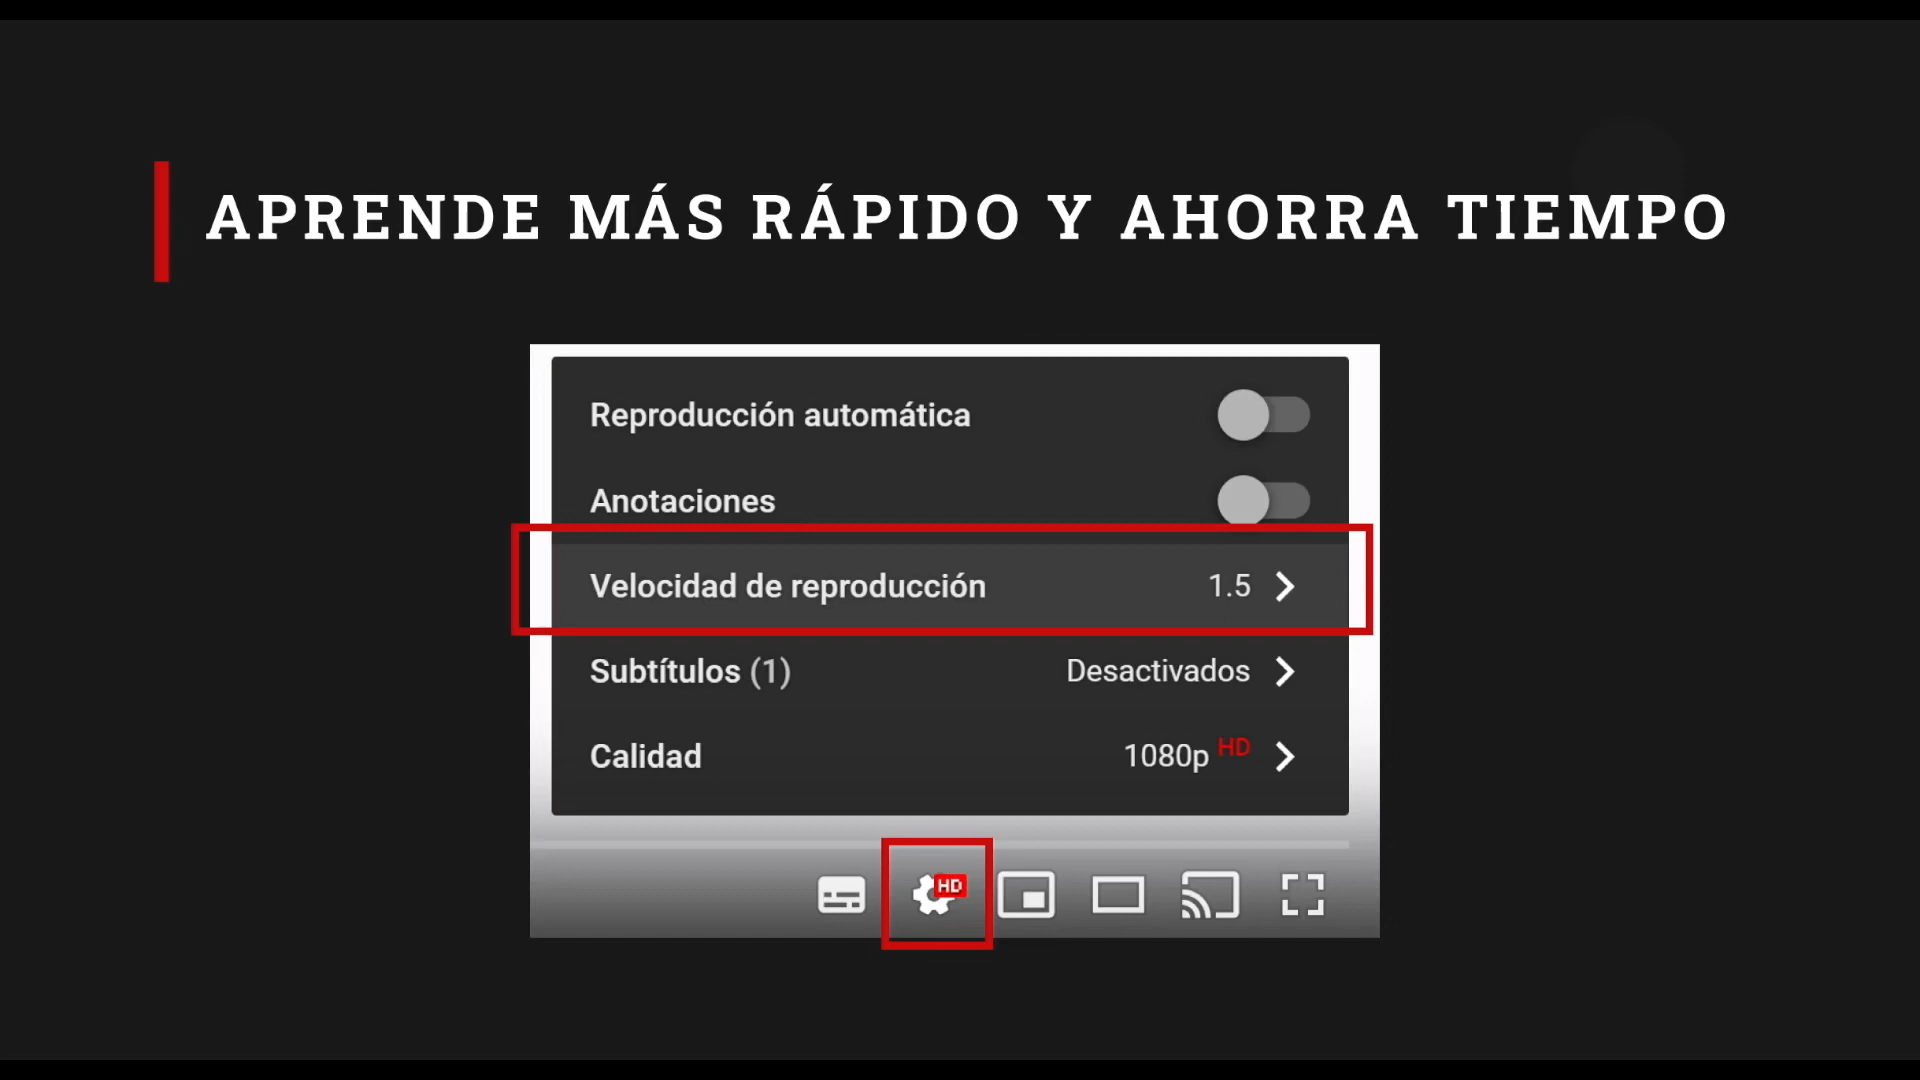 APRENDE MÁS RÁPIDO Y AHORRA TIEMPO
Reproducción automática
Anotaciones
Velocidad de reproducción 1.5
Subtítulos (1) Desactivados
Calidad 1080p HD
HD